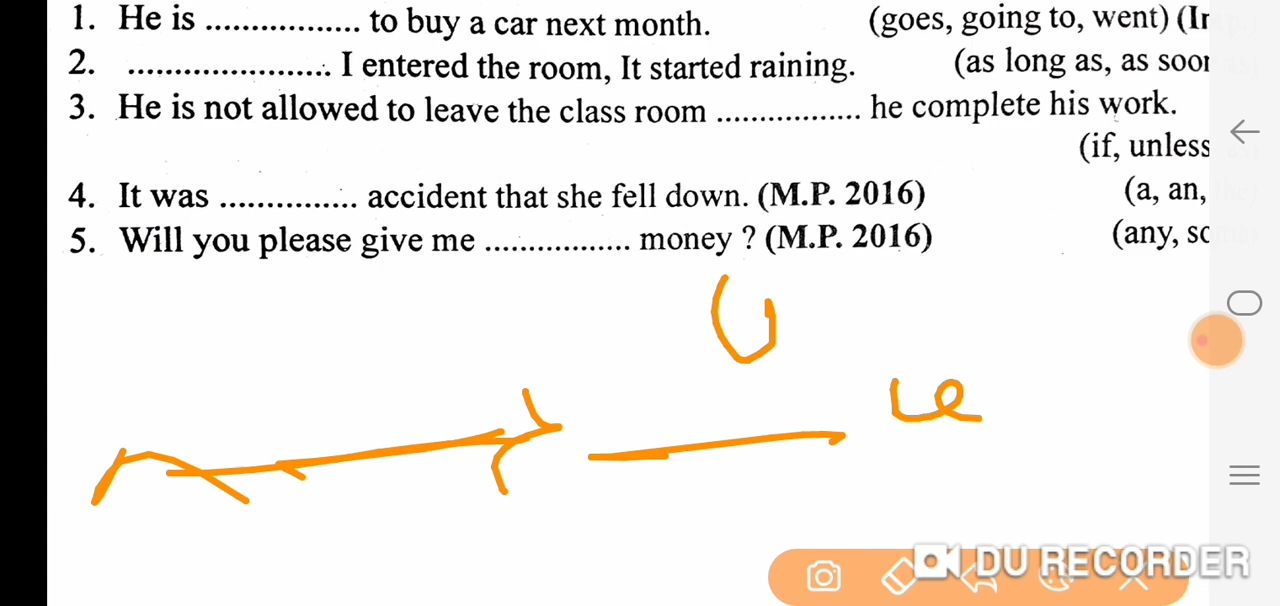 1. He is ................. to buy a car next month. (goes, going to, went)
2. ...................... I entered the room, It started raining. (as long as, as
3. He is not allowed to leave the class room ................ he complete his work.
(if, unless
4. It was ............... accident that she fell down. (M.P. 2016) (a, an,
5. Will you please give me ................ money ? (M.P. 2016) (any,
DU RECORDER